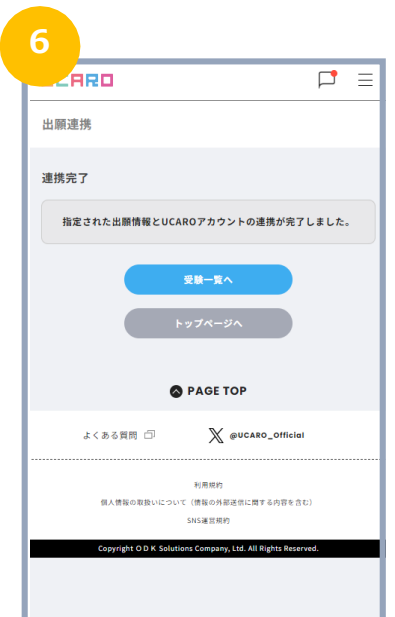 6
UCARO
出願連携
連携完了
指定された出願情報とUCAROアカウントの連携が完了しました。
受験一覧へ
トップページへ
PAGE TOP
よくある質問
@UCARO_Official
利用規約
個人情報の取扱いについて(情報の外部送信に関する内容を含む)
SNS運営規約
Copyright O D K Solutions Company, Ltd. All Rights Reserved.